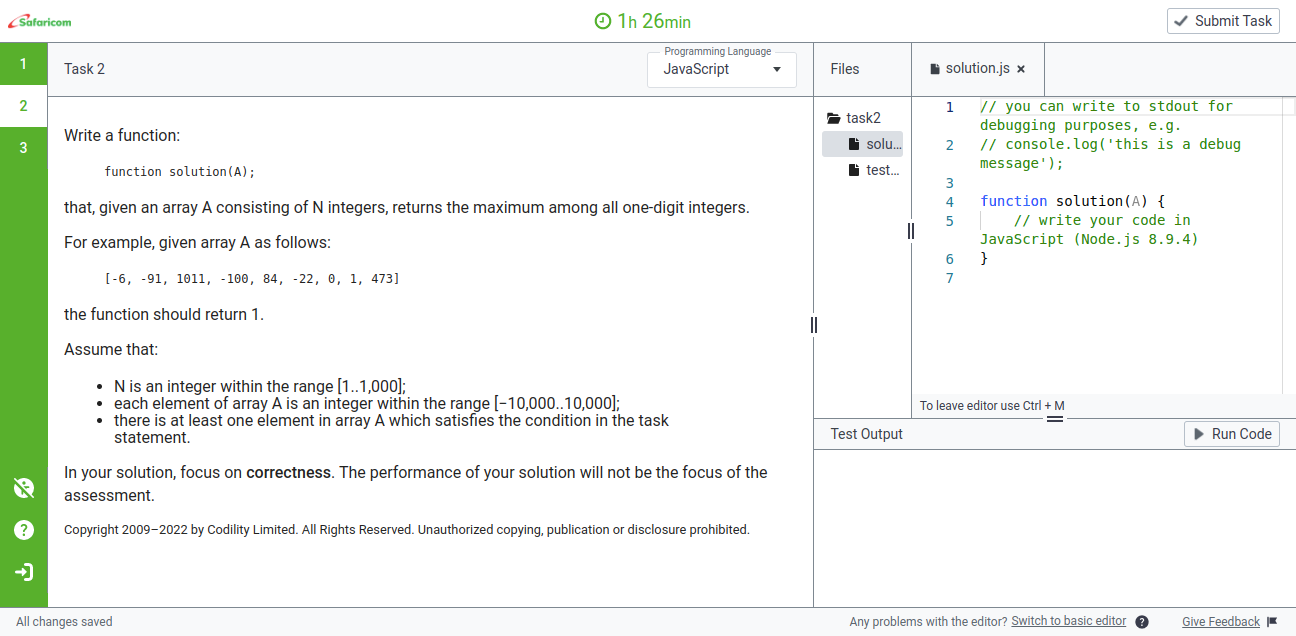 Safaricom
1h 26min
Submit Task
1
2
3
Task 2
Programming Language
JavaScript
Write a function:
function solution(A);
that, given an array A consisting of N integers, returns the maximum among all one-digit integers.
For example, given array A as follows:
[-6, -91, 1011, -100, 84, -22, 0, 1, 473]
the function should return 1.
Assume that:
• N is an integer within the range [1..1,000];
• each element of array A is an integer within the range [−10,000..10,000];
• there is at least one element in array A which satisfies the condition in the task
statement.
In your solution, focus on correctness. The performance of your solution will not be the focus of the
assessment.
Copyright 2009–2022 by Codility Limited. All Rights Reserved. Unauthorized copying, publication or disclosure prohibited.
Files
task2
solu...
test...
solution.js ×
1 // you can write to stdout for
debugging purposes, e.g.
2 // console.log('this is a debug
message');
3
4 function solution(A) {
5 // write your code in
JavaScript (Node.js 8.9.4)
6 }
7
To leave editor use Ctrl + M
Test Output
Run Code
?
All changes saved
Any problems with the editor? Switch to basic editor ?
Give Feedback